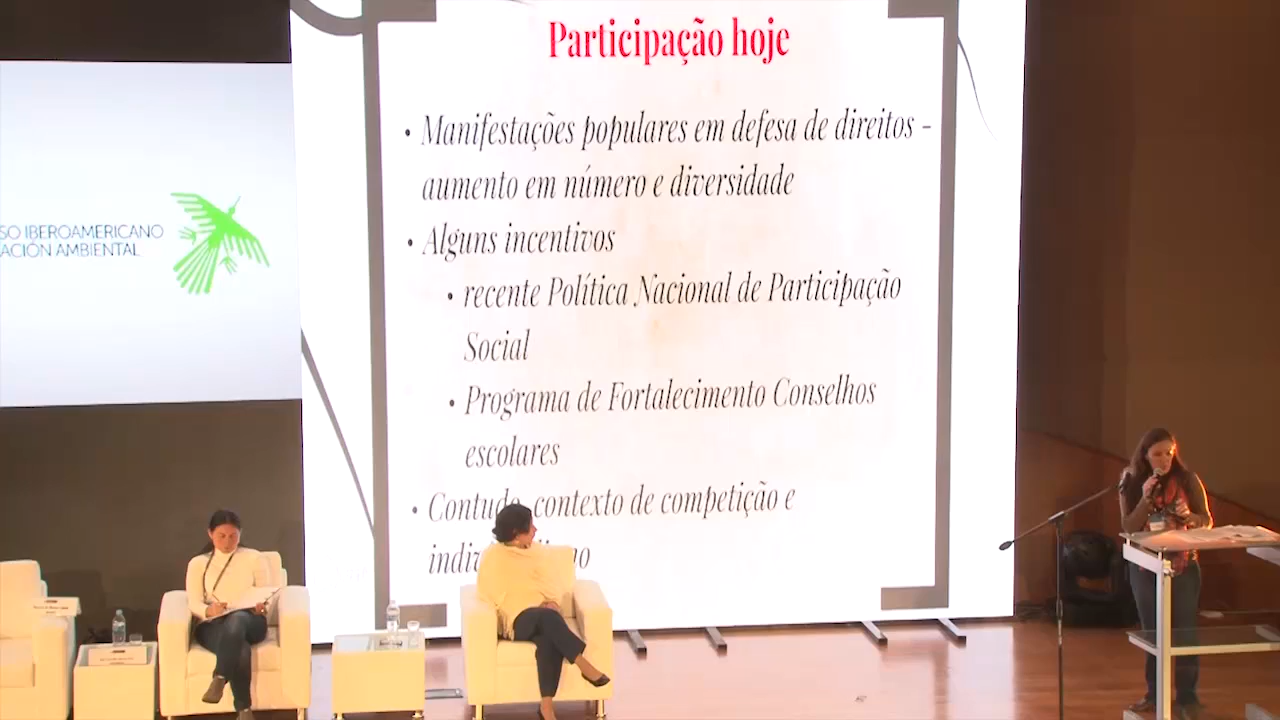 Participação hoje
• Manifestações populares em defesa de direitos –
aumento em número e diversidade
• Alguns incentivos
• recente Política Nacional de Participação
Social
• Programa de Fortalecimento Conselhos
escolares
• Contudo, contexto de competição e
SO IBEROAMERICANO
ACIÓN AMBIENTAL